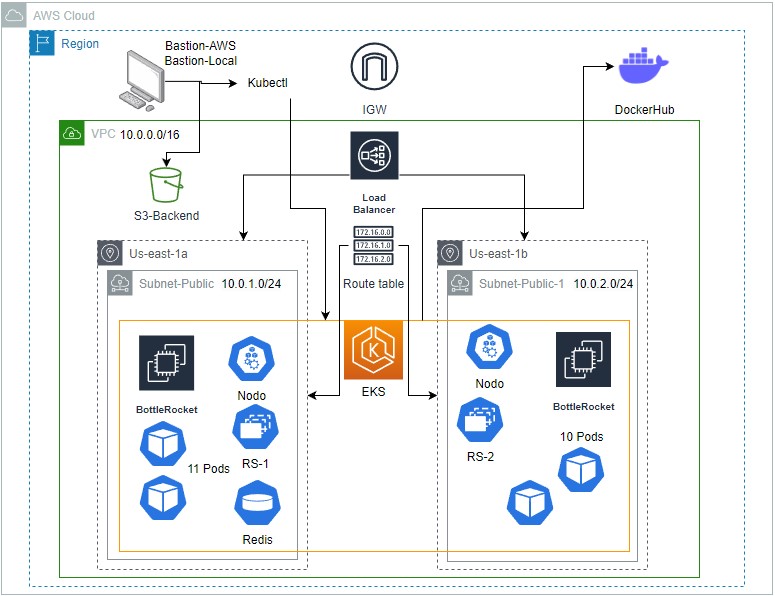 AWS Cloud
Region
Bastion-AWS
Bastion-Local
Kubectl
IGW
DockerHub
VPC 10.0.0.0/16
S3-Backend
Load
Balancer
172.16.0.0
172.16.1.0
172.16.2.0
Route table
Us-east-1a
Us-east-1b
Subnet-Public 10.0.1.0/24
Subnet-Public-1 10.0.2.0/24
K
EKS
BottleRocket
Nodo
11 Pods
RS-1
Redis
Nodo
BottleRocket
RS-2
10 Pods